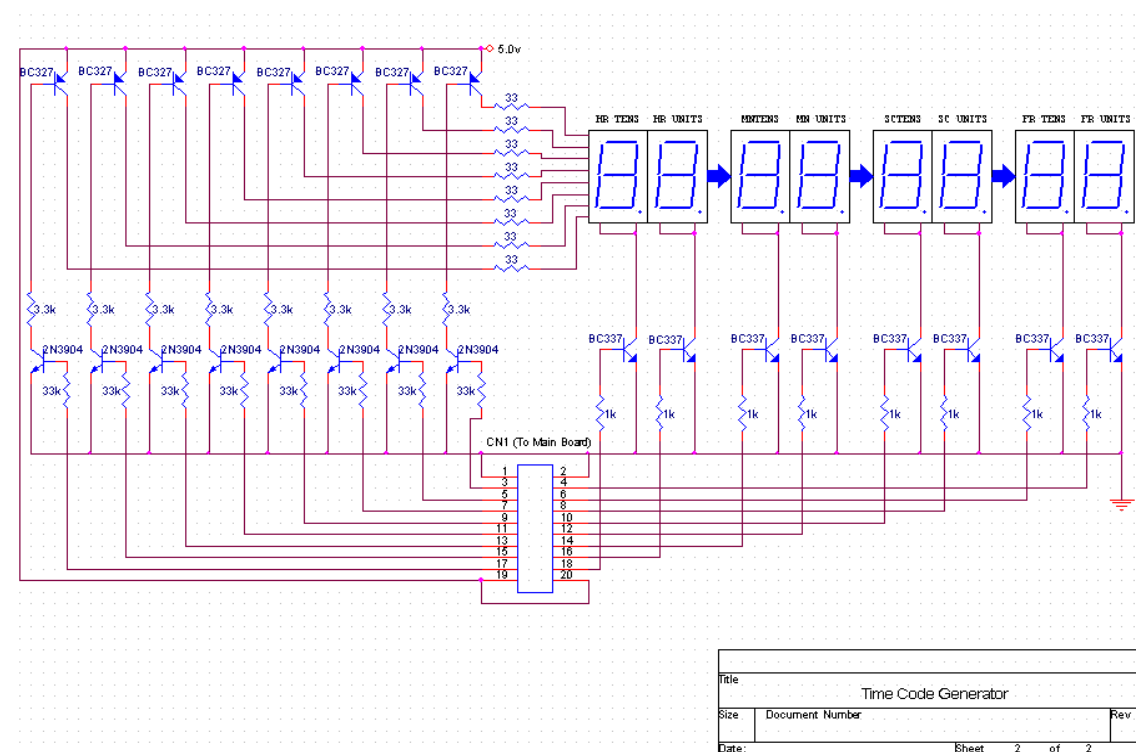 5.0v
BC327 BC327 BC327 BC327 BC327 BC327 BC327 BC327
33
33
33
33
33
33
33
33
HR TENS HR UNITS MNTENS MN UNITS SCTENS SC UNITS FR TENS FR UNITS
3.3k 3.3k 3.3k 3.3k 3.3k 3.3k 3.3k 3.3k
2N3904 2N3904 2N3904 2N3904 2N3904 2N3904 2N3904 2N3904
BC337 BC337 BC337 BC337 BC337 BC337 BC337 BC337
33k 33k 33k 33k 33k 33k 33k 33k
1k 1k 1k 1k 1k 1k 1k 1k
CN1 (To Main Board)
1 2
3 4
5 6
7 8
9 10
11 12
13 14
15 16
17 18
19 20
Title
Time Code Generator
Size Document Number Rev
Date: Sheet 2 of 2